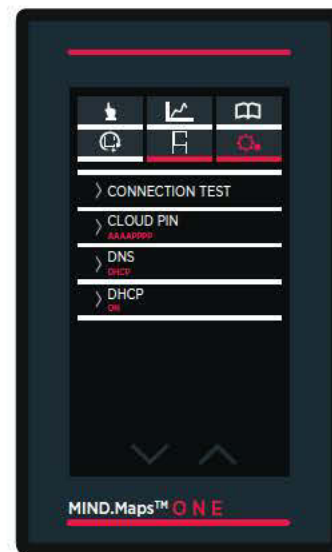 CONNECTION TEST
CLOUD PIN
AAAAPPPP
DNS
DHCP
DHCP
ON
MIND.Maps™ ONE